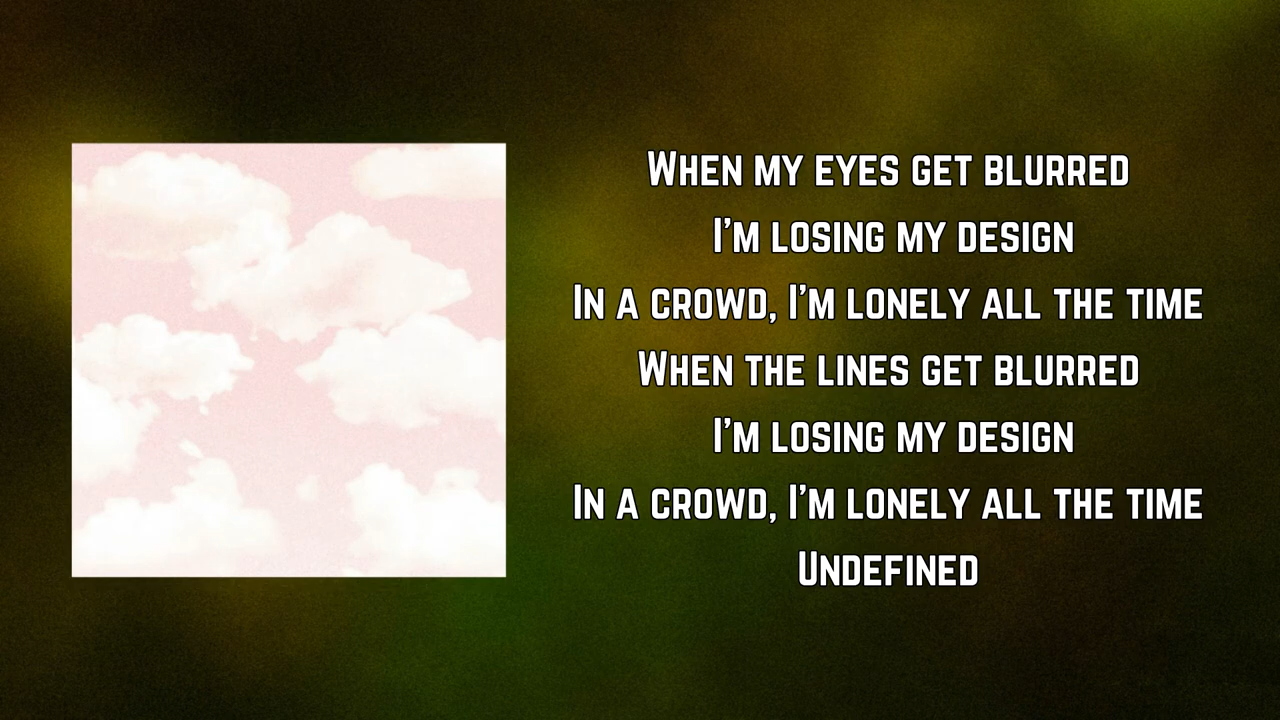 When my eyes get blurred
I'm losing my design
In a crowd, I'm lonely all the time
When the lines get blurred
I'm losing my design
In a crowd, I'm lonely all the time
Undefined